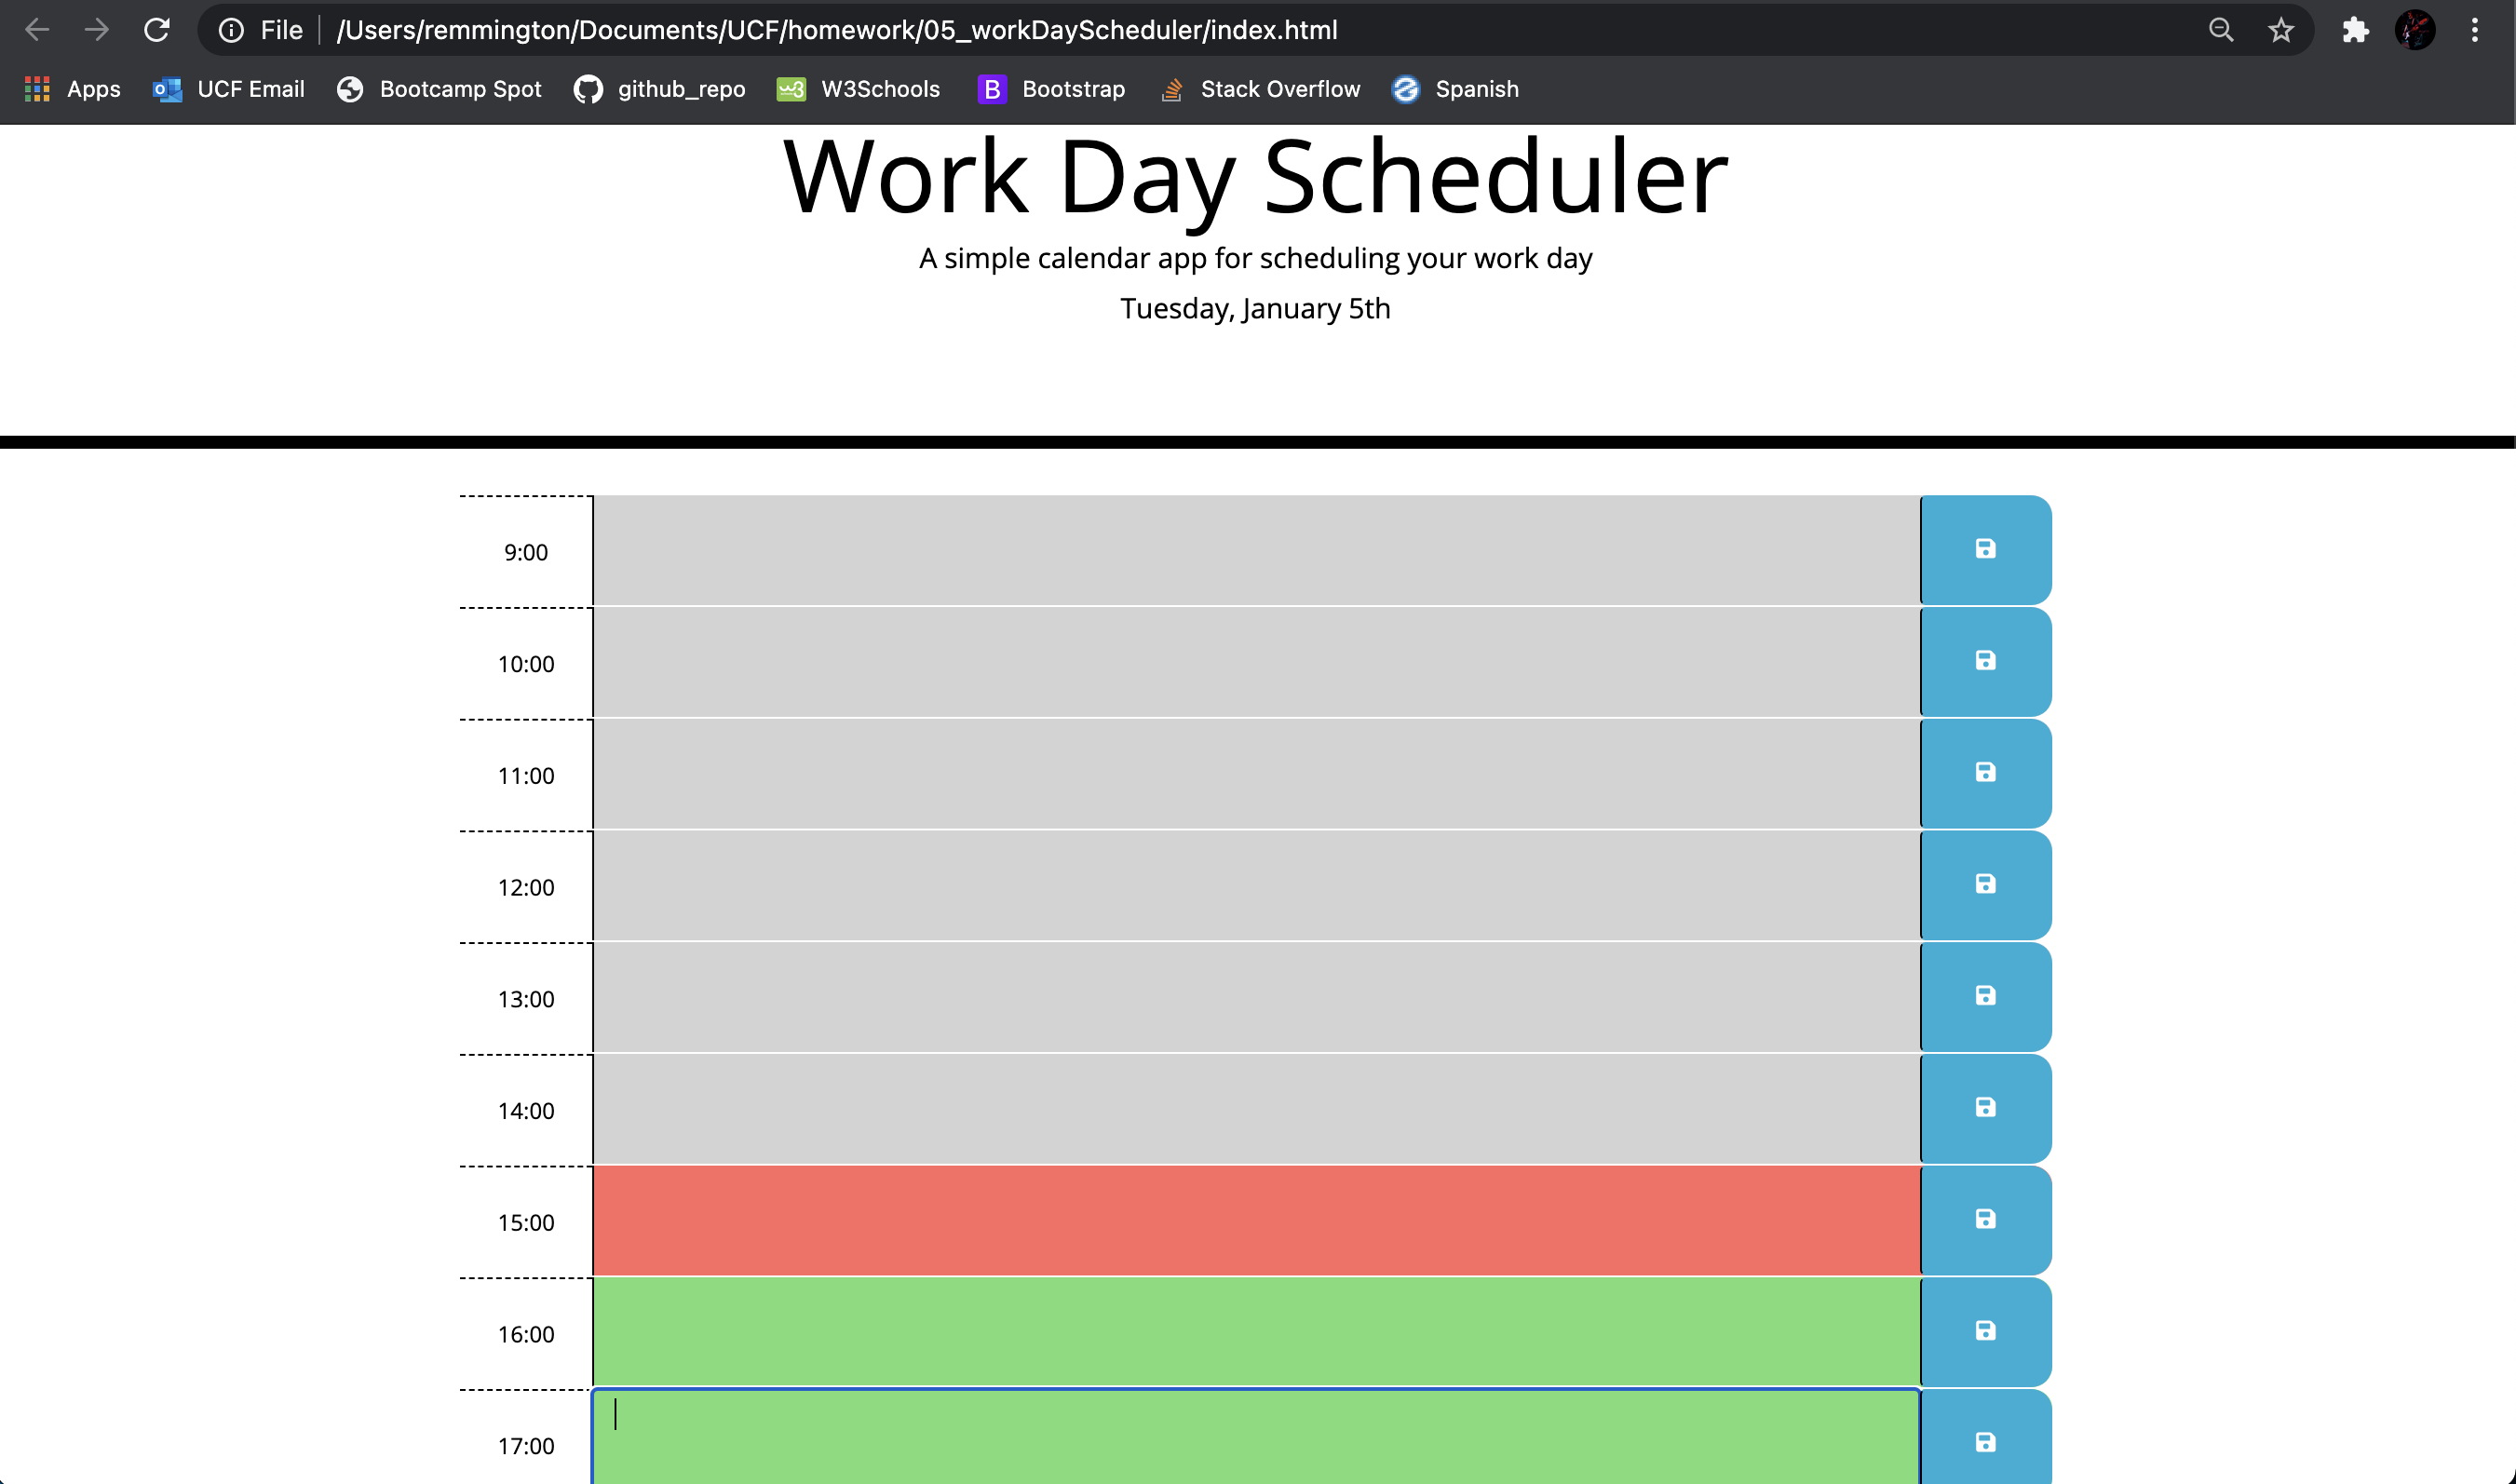 File /Users/remmington/Documents/UCF/homework/05_workDayScheduler/index.html
Apps UCF Email Bootcamp Spot github_repo W3Schools Bootstrap Stack Overflow Spanish
Work Day Scheduler
A simple calendar app for scheduling your work day
Tuesday, January 5th
9:00
10:00
11:00
12:00
13:00
14:00
15:00
16:00
17:00